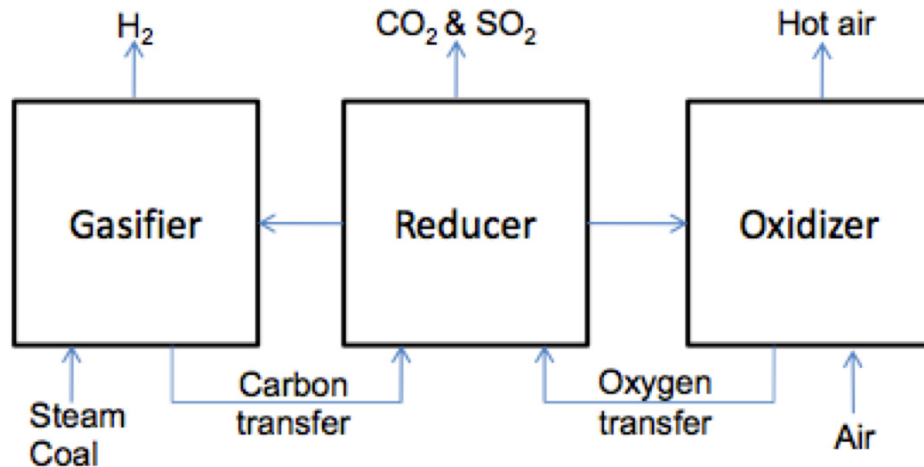 H₂
CO₂ & SO₂
Hot air
Gasifier
Reducer
Oxidizer
Carbon
transfer
Oxygen
transfer
Steam
Coal
Air